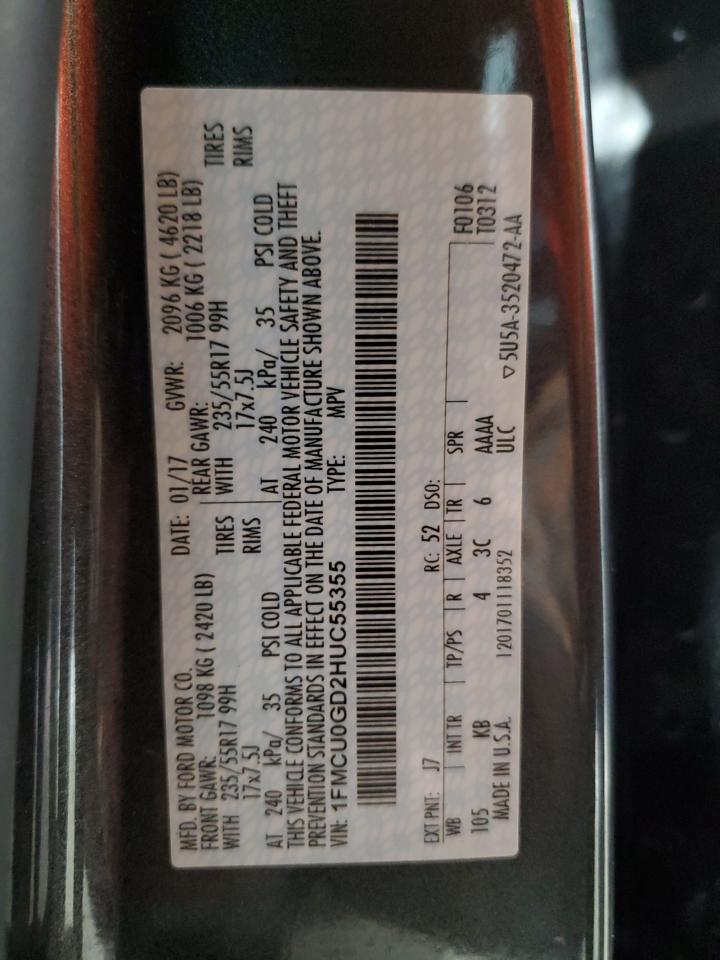 MFD. BY FORD MOTOR CO. DATE: 01/17 GVWR: 2096 KG ( 4620 LB)
FRONT GAWR: 1098 KG ( 2420 LB) REAR GAWR: 1006 KG ( 2218 LB)
WITH 235/55R17 99H TIRES WITH 235/55R17 99H TIRES
17x7.5J RIMS 17x7.5J RIMS
AT 240 kPa/ 35 PSI COLD AT 240 kPa/ 35 PSI COLD
THIS VEHICLE CONFORMS TO ALL APPLICABLE FEDERAL MOTOR VEHICLE SAFETY AND THEFT
PREVENTION STANDARDS IN EFFECT ON THE DATE OF MANUFACTURE SHOWN ABOVE.
VIN: 1FMCU0GD2HUC55355 TYPE: MPV
EXT PNT: J7 RC: 52 DSO:
WB INT TR TP/PS R AXLE TR SPR F0106
105 KB 4 3C 6 AAAA T0312
MADE IN U.S.A. 1201701118352 ULC
▽ 5U5A-3520472-AA